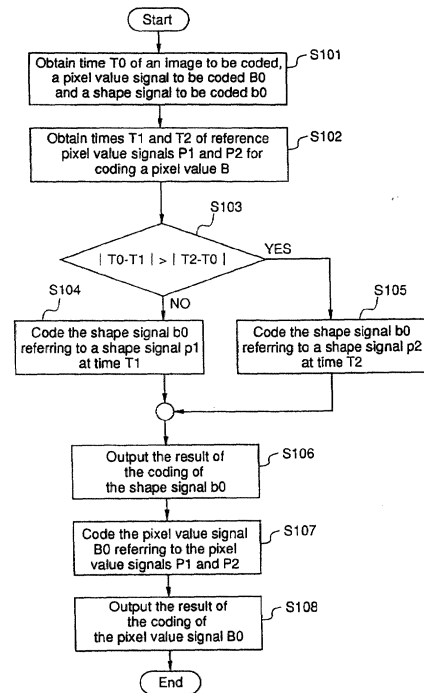 Start
S101
Obtain time T0 of an image to be coded,
a pixel value signal to be coded B0
and a shape signal to be coded b0
S102
Obtain times T1 and T2 of reference
pixel value signals P1 and P2 for
coding a pixel value B
S103
| T0-T1 | > | T2-T0 |
YES
NO
S104
Code the shape signal b0
referring to a shape signal p1
at time T1
S105
Code the shape signal b0
referring to a shape signal p2
at time T2
S106
Output the result of
the coding of
the shape signal b0
S107
Code the pixel value signal
B0 referring to the pixel
value signals P1 and P2
S108
Output the result of
the coding of
the pixel value signal B0
End